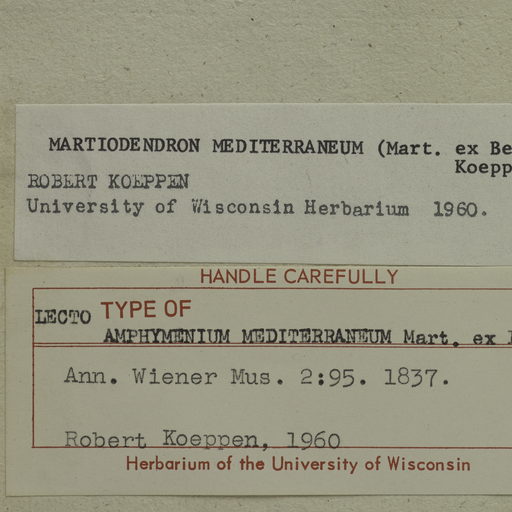 MARTIODENDRON MEDITERRANEUM (Mart. ex Be
Koepp
ROBERT KOEPPEN
University of Wisconsin Herbarium 1960.
HANDLE CAREFULLY
LECTO TYPE OF
AMPHYMENIUM MEDITERRANEUM Mart. ex
Ann. Wiener Mus. 2:95. 1837.
Robert Koeppen, 1960
Herbarium of the University of Wisconsin